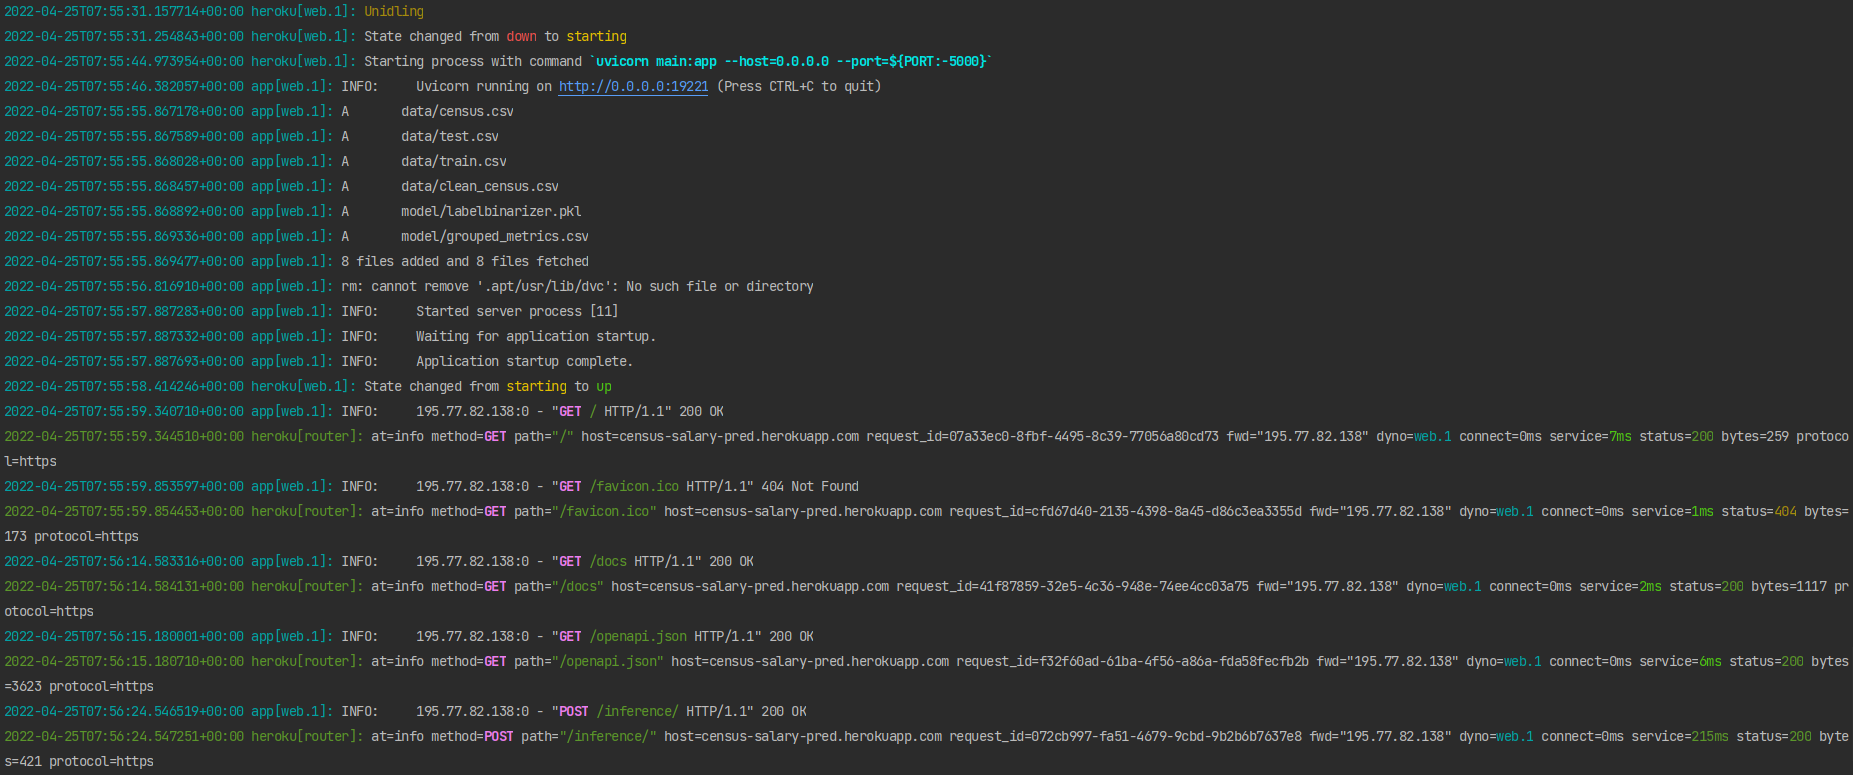 2022-04-25T07:55:31.157714+00:00 heroku[web.1]: Unidling
2022-04-25T07:55:31.254843+00:00 heroku[web.1]: State changed from down to starting
2022-04-25T07:55:44.973954+00:00 heroku[web.1]: Starting process with command `uvicorn main:app --host=0.0.0.0 --port=${PORT:-5000}`
2022-04-25T07:55:46.382057+00:00 app[web.1]: INFO:     Uvicorn running on http://0.0.0.0:19221 (Press CTRL+C to quit)
2022-04-25T07:55:55.867178+00:00 app[web.1]: A       data/census.csv
2022-04-25T07:55:55.867589+00:00 app[web.1]: A       data/test.csv
2022-04-25T07:55:55.868028+00:00 app[web.1]: A       data/train.csv
2022-04-25T07:55:55.868457+00:00 app[web.1]: A       data/clean_census.csv
2022-04-25T07:55:55.868892+00:00 app[web.1]: A       model/labelbinarizer.pkl
2022-04-25T07:55:55.869336+00:00 app[web.1]: A       model/grouped_metrics.csv
2022-04-25T07:55:55.869477+00:00 app[web.1]: 8 files added and 8 files fetched
2022-04-25T07:55:56.816910+00:00 app[web.1]: rm: cannot remove '.apt/usr/lib/dvc': No such file or directory
2022-04-25T07:55:57.887283+00:00 app[web.1]: INFO:     Started server process [11]
2022-04-25T07:55:57.887332+00:00 app[web.1]: INFO:     Waiting for application startup.
2022-04-25T07:55:57.887693+00:00 app[web.1]: INFO:     Application startup complete.
2022-04-25T07:55:58.414246+00:00 heroku[web.1]: State changed from starting to up
2022-04-25T07:55:59.340710+00:00 app[web.1]: INFO:     195.77.82.138:0 - "GET / HTTP/1.1" 200 OK
2022-04-25T07:55:59.344510+00:00 heroku[router]: at=info method=GET path="/" host=census-salary-pred.herokuapp.com request_id=07a33ec0-8fbf-4495-8c39-77056a80cd73 fwd="195.77.82.138" dyno=web.1 connect=0ms service=7ms status=200 bytes=259 protoco
l=https
2022-04-25T07:55:59.853597+00:00 app[web.1]: INFO:     195.77.82.138:0 - "GET /favicon.ico HTTP/1.1" 404 Not Found
2022-04-25T07:55:59.854453+00:00 heroku[router]: at=info method=GET path="/favicon.ico" host=census-salary-pred.herokuapp.com request_id=cfd67d40-2135-4398-8a45-d86c3ea3355d fwd="195.77.82.138" dyno=web.1 connect=0ms service=1ms status=404 bytes=
173 protocol=https
2022-04-25T07:56:14.583316+00:00 app[web.1]: INFO:     195.77.82.138:0 - "GET /docs HTTP/1.1" 200 OK
2022-04-25T07:56:14.584131+00:00 heroku[router]: at=info method=GET path="/docs" host=census-salary-pred.herokuapp.com request_id=41f87859-32e5-4c36-948e-74ee4cc03a75 fwd="195.77.82.138" dyno=web.1 connect=0ms service=2ms status=200 bytes=1117 pr
otocol=https
2022-04-25T07:56:15.180001+00:00 app[web.1]: INFO:     195.77.82.138:0 - "GET /openapi.json HTTP/1.1" 200 OK
2022-04-25T07:56:15.180710+00:00 heroku[router]: at=info method=GET path="/openapi.json" host=census-salary-pred.herokuapp.com request_id=f32f60ad-61ba-4f56-a86a-fda58fecfb2b fwd="195.77.82.138" dyno=web.1 connect=0ms service=6ms status=200 bytes
=3623 protocol=https
2022-04-25T07:56:24.546519+00:00 app[web.1]: INFO:     195.77.82.138:0 - "POST /inference/ HTTP/1.1" 200 OK
2022-04-25T07:56:24.547251+00:00 heroku[router]: at=info method=POST path="/inference/" host=census-salary-pred.herokuapp.com request_id=072cb997-fa51-4679-9cbd-9b2b6b7637e8 fwd="195.77.82.138" dyno=web.1 connect=0ms service=215ms status=200 byte
s=421 protocol=https